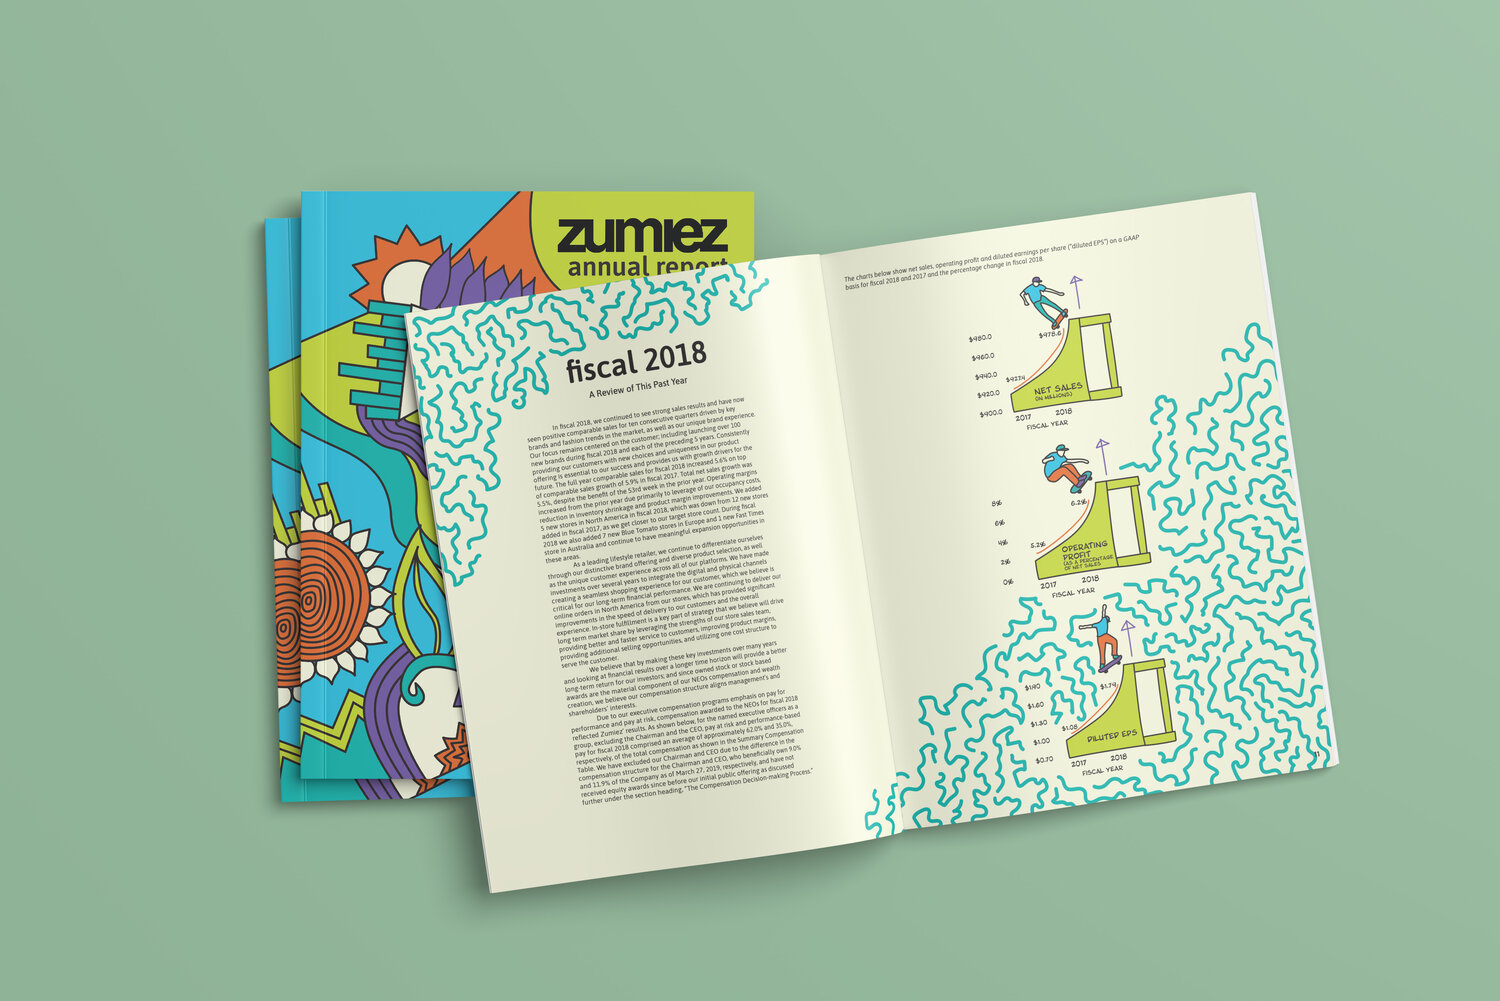 zumiez
annual report
fiscal 2018
A Review of This Past Year
In fiscal 2018, we continued to see strong sales results and have now
seen positive comparable sales for ten consecutive quarters driven by key
brands and fashion trends in the market, as well as our unique brand experience.
Our focus remains centered on the customer; including launching over 100
new brands during fiscal 2018 and each of the preceding 5 years. Consistently
providing our customers with new choices and uniqueness in our product
offering is essential to our success and provides us with growth drivers for the
future. The full year comparable sales for fiscal 2018 increased 5.6% on top
of comparable sales growth of 5.9% in fiscal 2017. Total net sales growth was
5.5%, despite the benefit of the 53rd week in the prior year. Operating margins
increased from the prior year due primarily to leverage of our occupancy costs,
reduction in inventory shrinkage and product margin improvements. We added
5 new stores in North America in fiscal 2018, which was down from 12 new stores
added in fiscal 2017, as we get closer to our target store count. During fiscal
2018 we also added 7 new Blue Tomato stores in Europe and 1 new Fast Times
store in Australia and continue to have meaningful expansion opportunities in
these areas.
As a leading lifestyle retailer, we continue to differentiate ourselves
through our distinctive brand offering and diverse product selection, as well
as the unique customer experience across all of our platforms. We have made
investments over several years to integrate the digital and physical channels
creating a seamless shopping experience for our customer, which we believe is
critical for our long-term financial performance. We are continuing to deliver our
online orders in North America from our stores, which has provided significant
improvements in the speed of delivery to our customers and the overall
experience. In-store fulfillment is a key part of strategy that we believe will drive
long term market share by leveraging the strengths of our store sales team,
providing better and faster service to customers, improving product margins,
providing additional selling opportunities, and utilizing one cost structure to
serve the customer.
We believe that by making these key investments over many years
and looking at financial results over a longer time horizon will provide a better
long-term return for our investors; and since owned stock or stock based
awards are the material component of our NEOs compensation and wealth
creation, we believe our compensation structure aligns management's and
shareholders' interests.
Due to our executive compensation programs emphasis on pay for
performance and pay at risk, compensation awarded to the NEOs for fiscal 2018
reflected Zumiez' results. As shown below, for the named executive officers as a
group, excluding the Chairman and the CEO, pay at risk and performance-based
pay for fiscal 2018 comprised an average of approximately 62.0% and 35.0%,
respectively, of the total compensation as shown in the Summary Compensation
Table. We have excluded our Chairman and CEO due to the difference in the
compensation structure for the Chairman and CEO, who beneficially own 9.0%
and 11.9% of the Company as of March 27, 2019, respectively, and have not
received equity awards since before our initial public offering as discussed
further under the section heading, "The Compensation Decision-making Process."
The charts below show net sales, operating profit and diluted earnings per share ("diluted EPS") on a GAAP
basis for fiscal 2018 and 2017 and the percentage change in fiscal 2018.
$980.0
$960.0
$940.0
$920.0
$900.0
$927.4
$978.6
NET SALES
(IN MILLIONS)
2017
2018
FISCAL YEAR
8%
6%
4%
2%
0%
5.2%
6.2%
OPERATING
PROFIT
(AS A PERCENTAGE
OF NET SALES
2017
2018
FISCAL YEAR
$1.90
$1.60
$1.30
$1.00
$0.70
$1.08
$1.79
DILUTED EPS
2017
2018
FISCAL YEAR